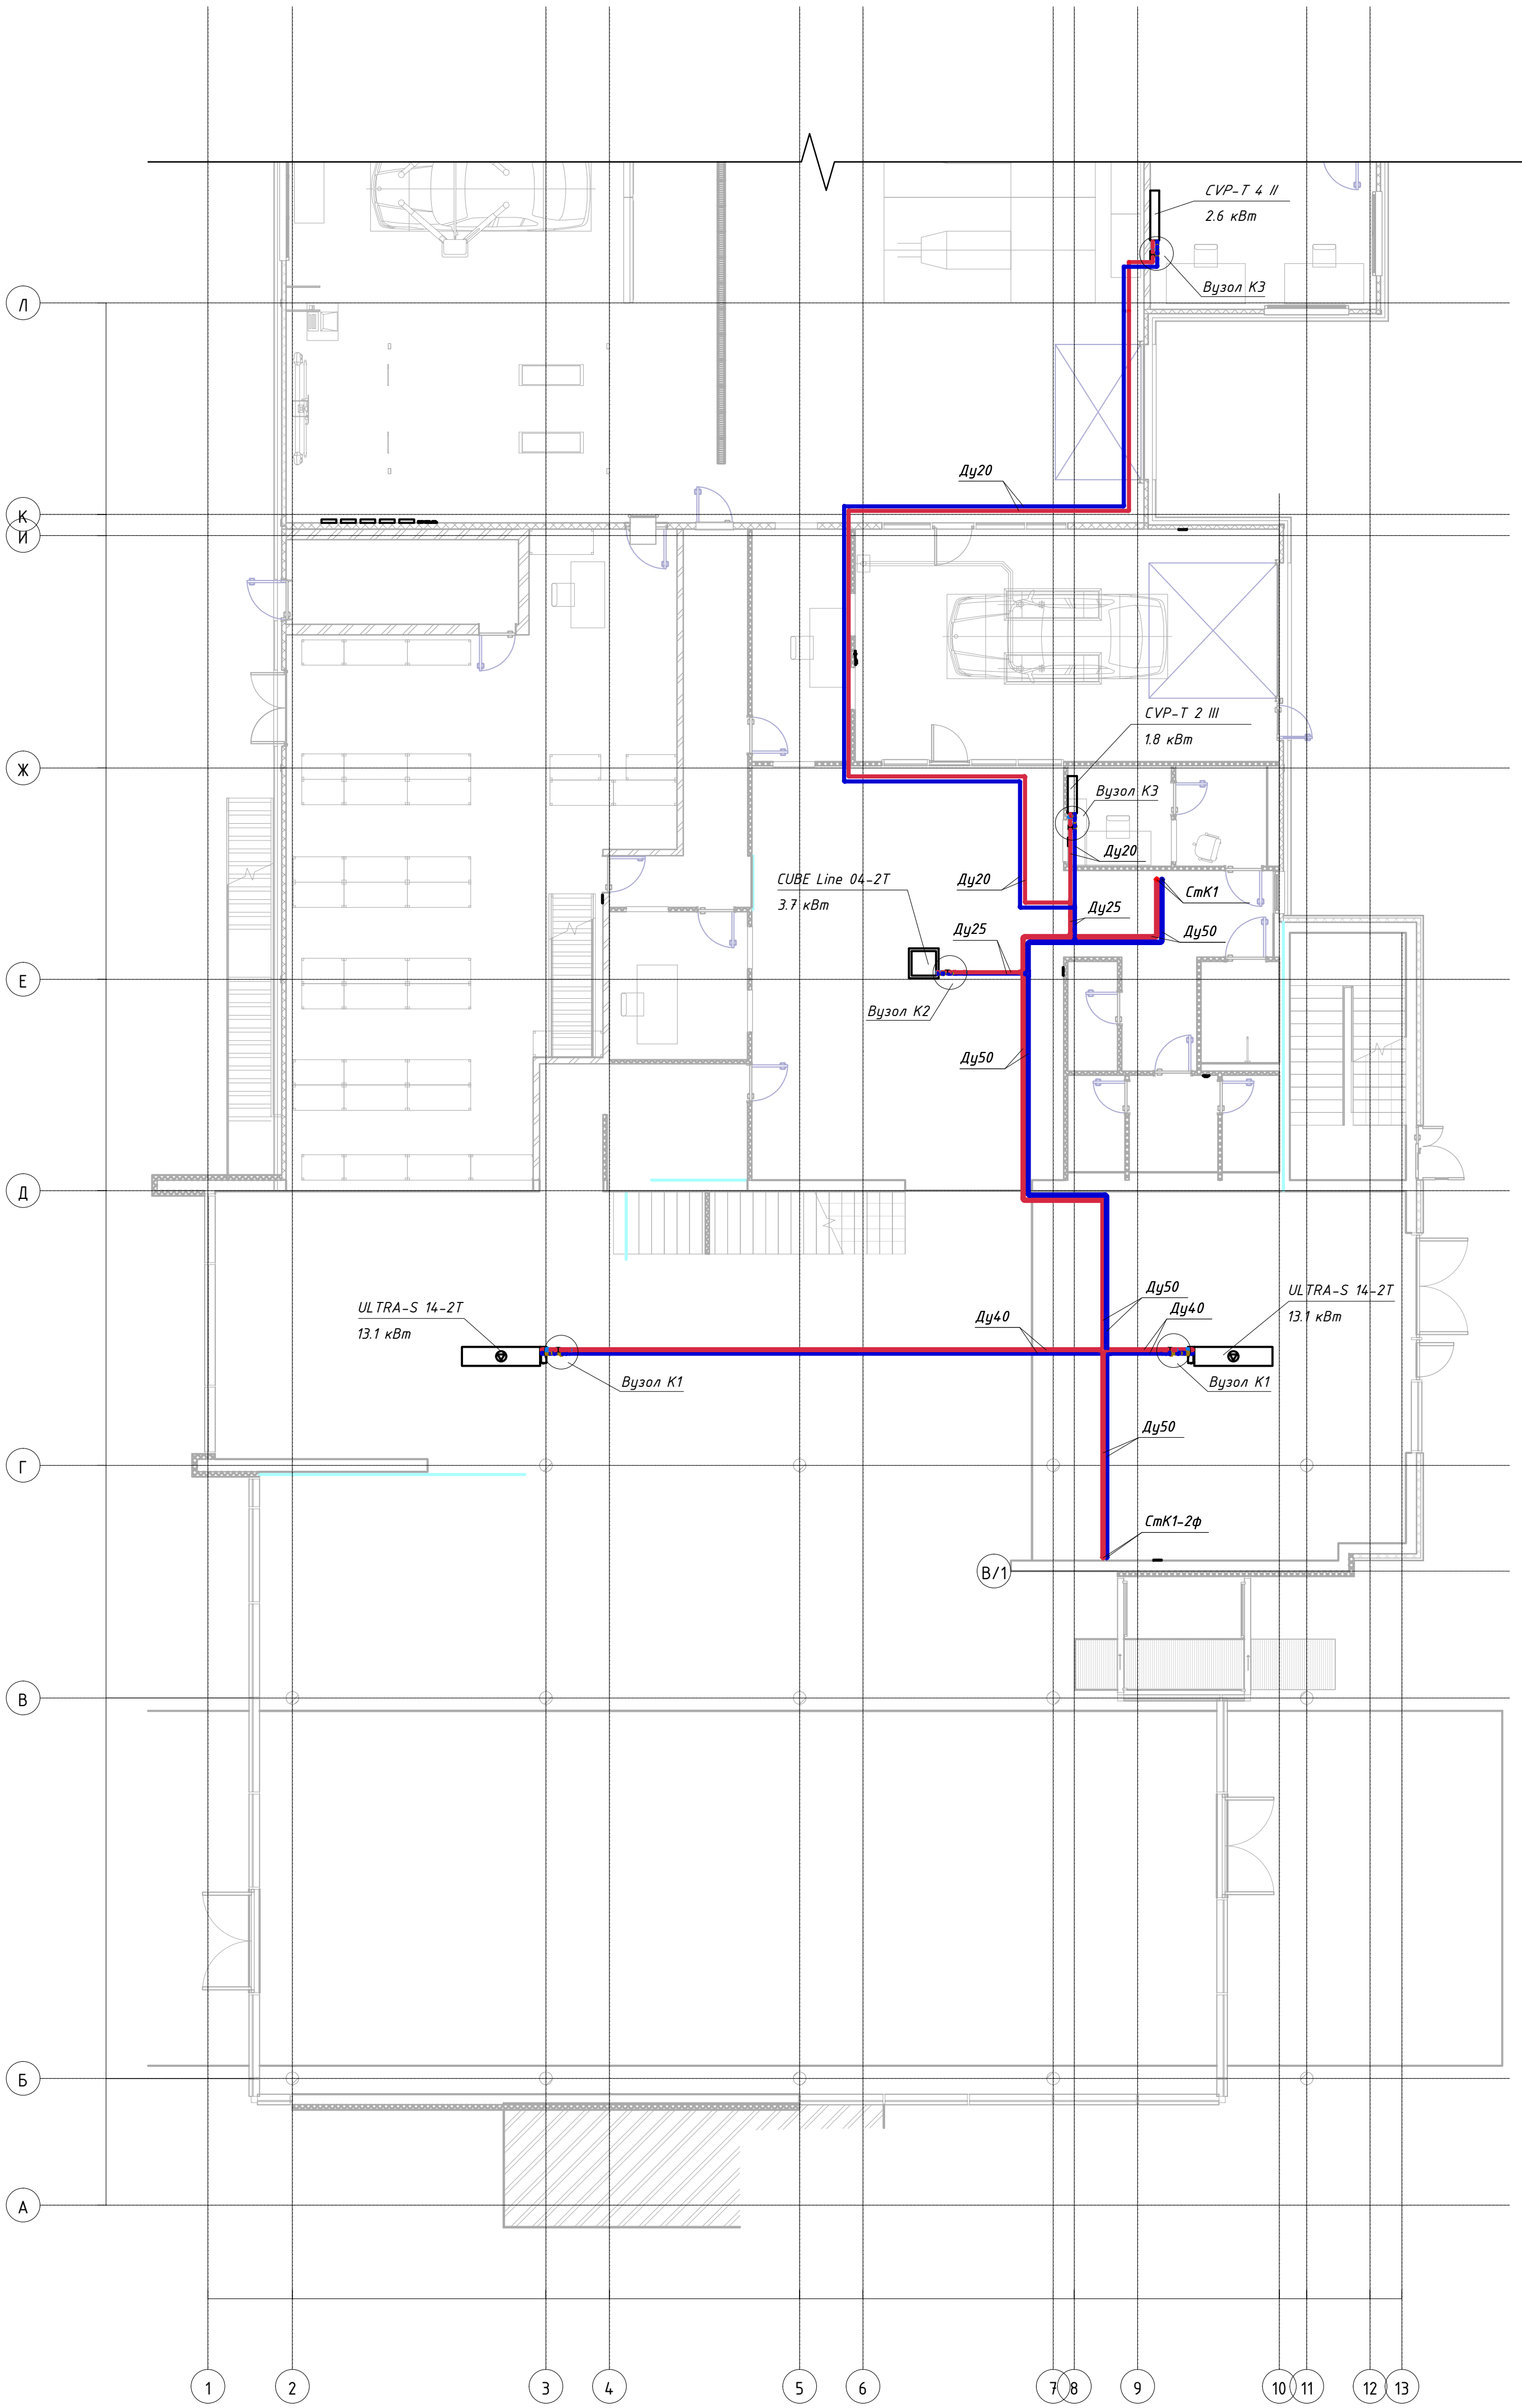 CVP-T 4 II
2.6 кВт
Вузол К3
Л
Ду20
К
И
CVP-T 2 III
1.8 кВт
Ж
Вузол К3
Ду20
CUBE Line 04-2T
3.7 кВт
Ду20
СтК1
Ду25
Ду25
Ду50
Е
Вузол К2
Ду50
Д
ULTRA-S 14-2T
13.1 кВт
Ду50
Ду40
Ду40
ULTRA-S 14-2T
13.1 кВт
Вузол К1
Вузол К1
Ду50
Г
СтК1-2ф
В/1
В
Б
А
1
2
3
4
5
6
7
8
9
10
11
12
13